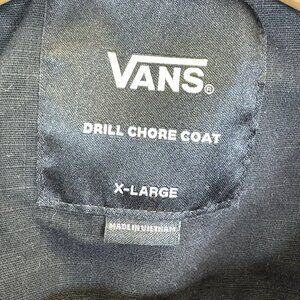 VANS®
DRILL CHORE COAT
X-LARGE
MADE IN VIETNAM